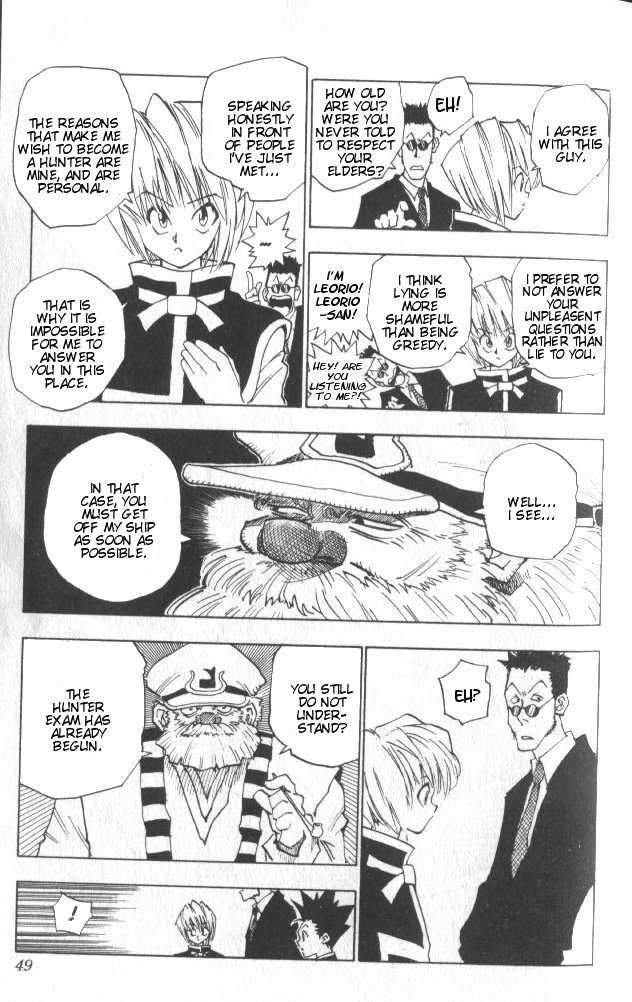 I AGREE
WITH THIS
GUY.
EH!
HOW OLD
ARE YOU?
WERE YOU
NEVER TOLD
TO RESPECT
YOUR
ELDERS?
I PREFER TO
NOT ANSWER
YOUR
UNPLEASENT
QUESTIONS
RATHER THAN
LIE TO YOU.
I THINK
LYING IS
MORE
SHAMEFUL
THAN BEING
GREEDY.
I'M
LEORIO!
LEORIO
-SAN!
HEY! ARE
YOU
LISTENING
TO ME?!
SPEAKING
HONESTLY
IN FRONT
OF PEOPLE
I'VE JUST
MET...
THE REASONS
THAT MAKE ME
WISH TO BECOME
A HUNTER ARE
MINE, AND ARE
PERSONAL.
THAT IS
WHY IT IS
IMPOSSIBLE
FOR ME TO
ANSWER
YOU IN THIS
PLACE.
WELL...
I SEE...
IN THAT
CASE, YOU
MUST GET
OFF MY SHIP
AS SOON AS
POSSIBLE.
EH?
YOU STILL
DO NOT
UNDER-
STAND?
THE
HUNTER
EXAM HAS
ALREADY
BEGUN.
!
49